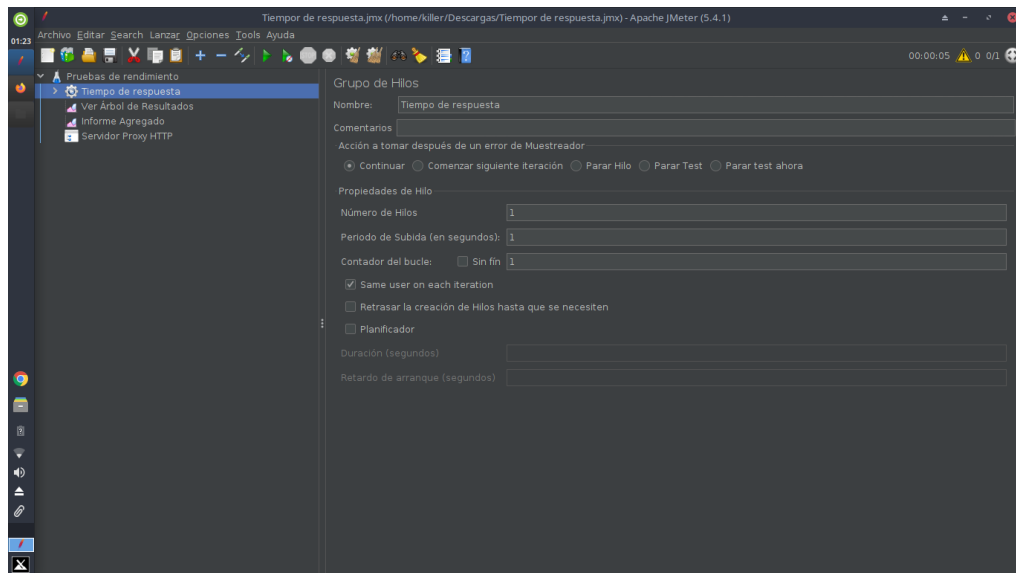 Tiempor de respuesta.jmx (/home/killer/Descargas/Tiempor de respuesta.jmx) - Apache JMeter (5.4.1)
01:23
Archivo Editar Search Lanzar Opciones Tools Ayuda
00:00:05 0 0/1
Pruebas de rendimiento
Tiempo de respuesta
Ver Árbol de Resultados
Informe Agregado
Servidor Proxy HTTP
Grupo de Hilos
Nombre: Tiempo de respuesta
Comentarios
Acción a tomar después de un error de Muestreador
Continuar Comenzar siguiente iteración Parar Hilo Parar Test Parar test ahora
Propiedades de Hilo
Número de Hilos 1
Periodo de Subida (en segundos): 1
Contador del bucle: Sin fín 1
Same user on each iteration
Retrasar la creación de Hilos hasta que se necesiten
Planificador
Duración (segundos)
Retardo de arranque (segundos)